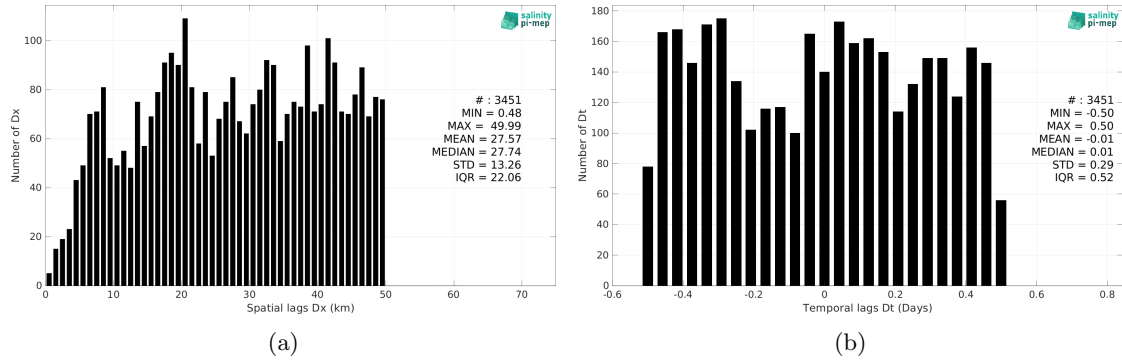 salinity
pi-mep
100
80
60
40
20
0
Number of Dx
# : 3451
MIN = 0.48
MAX = 49.99
MEAN = 27.57
MEDIAN = 27.74
STD = 13.26
IQR = 22.06
0 10 20 30 40 50 60 70
Spatial lags Dx (km)
(a)
salinity
pi-mep
180
160
140
120
100
80
60
40
20
0
Number of Dt
# : 3451
MIN = -0.50
MAX = 0.50
MEAN = -0.01
MEDIAN = 0.01
STD = 0.29
IQR = 0.52
-0.6 -0.4 -0.2 0 0.2 0.4 0.6 0.8
Temporal lags Dt (Days)
(b)